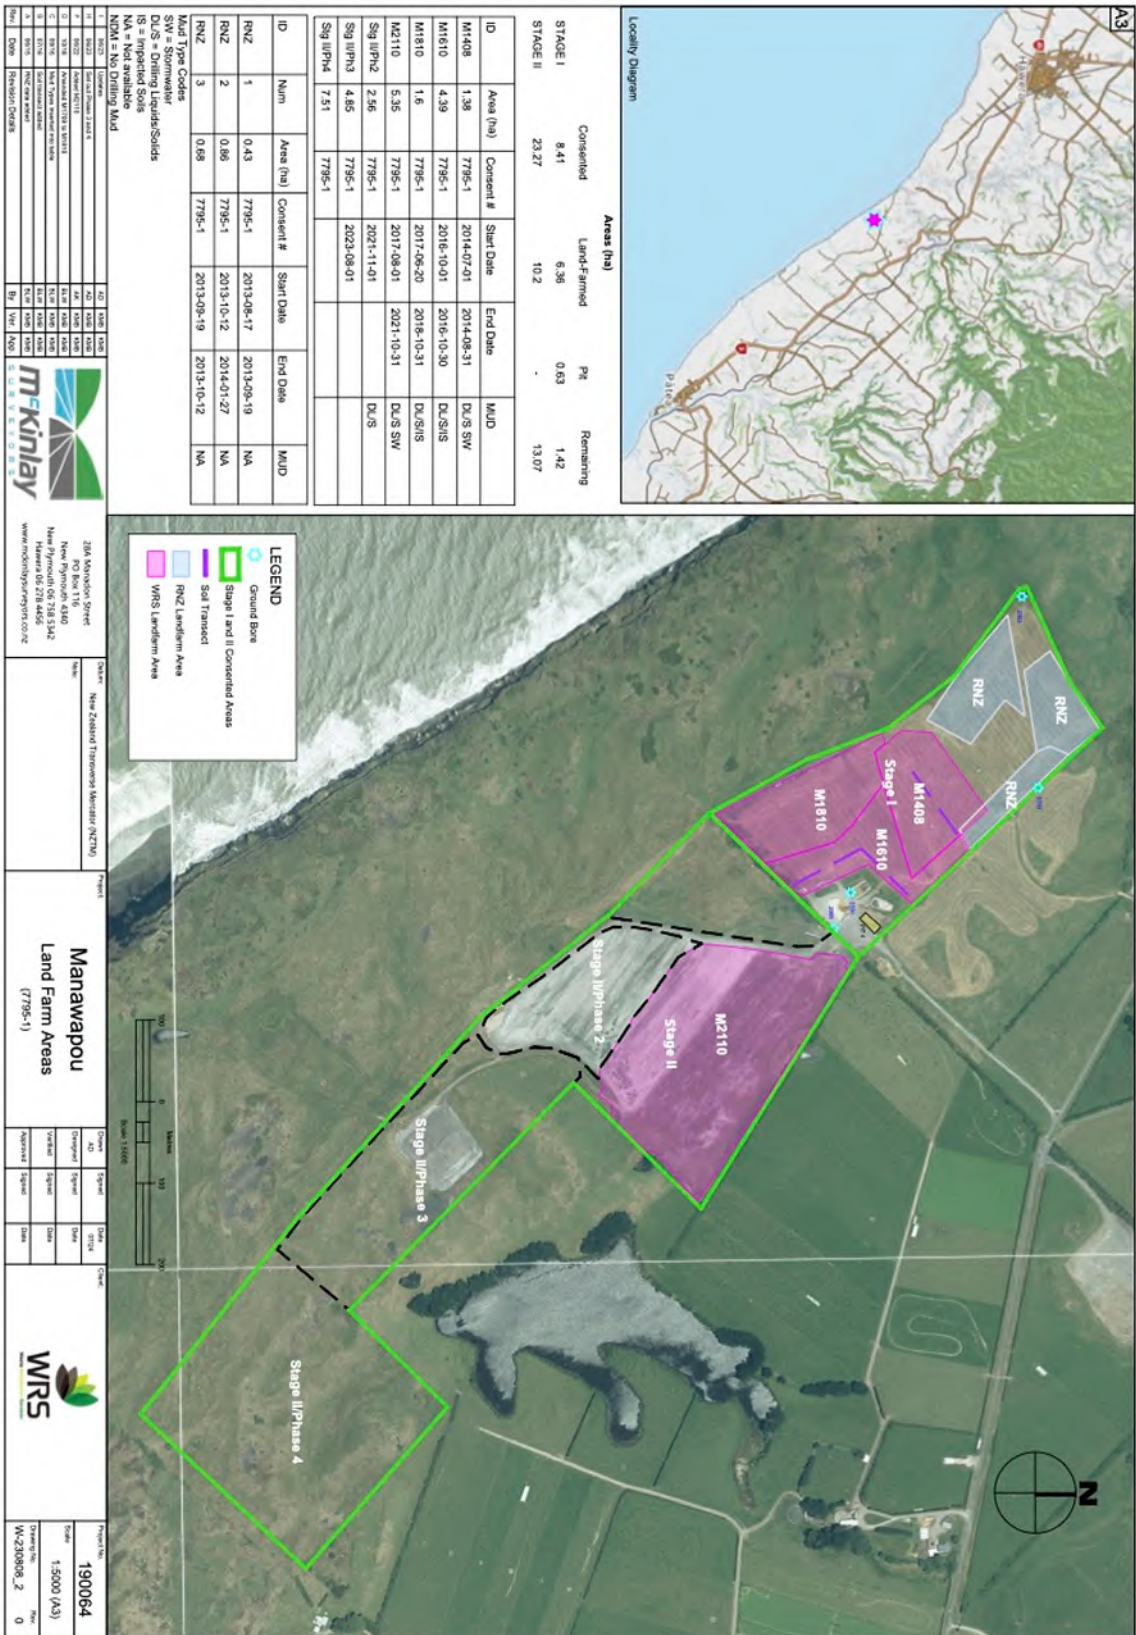 A3
Hawera
Pātea
Locality Diagram
Areas (ha)
Consented Land-Farmed Pit Remaining
STAGE I 8.41 6.36 0.63 1.42
STAGE II 23.27 10.2 - 13.07
ID Area (ha) Consent # Start Date End Date MUD
M1408 1.38 7795-1 2014-07-01 2014-08-31 DL/S SW
M1610 4.39 7795-1 2016-10-01 2016-10-30 DL/S/IS
M1810 1.6 7795-1 2017-06-20 2018-10-31 DL/S/IS
M2110 5.35 7795-1 2017-08-01 2021-10-31 DL/S SW
Stg II/Ph2 2.56 7795-1 2021-11-01 DL/S
Stg II/Ph3 4.85 7795-1 2023-08-01
Stg II/Ph4 7.51 7795-1
ID Num Area (ha) Consent # Start Date End Date MUD
RNZ 1 0.43 7795-1 2013-08-17 2013-09-19 NA
RNZ 2 0.86 7795-1 2013-10-12 2014-01-27 NA
RNZ 3 0.68 7795-1 2013-09-19 2013-10-12 NA
Mud Type Codes
SW = Stormwater
DL/S = Drilling Liquids/Solids
IS = Impacted Soils
NA = Not available
NDM = No Drilling Mud
RNZ
RNZ
RNZ
Stage I
M1408
M1810
M1610
M2110
Stage II
Stage II/Phase 2
Stage II/Phase 3
Stage II/Phase 4
N
LEGEND
Ground Bore
Stage I and II Consented Areas
Soil Transect
RNZ Landfarm Area
WRS Landfarm Area
100 0 100 200
Metres
Scale 1:5000
Rev. Date Revision Details By Ver. App.
McKinlay
SURVEYORS
28A Manadon Street
PO Box 116
New Plymouth 4340
New Plymouth 06 758 5342
Hawera 06 278 4456
www.mckinlaysurveyors.co.nz
Datum: New Zealand Transverse Mercator (NZTM)
Note:
Project:
Manawapou
Land Farm Areas
(7795-1)
Drawn AD Signed Date 07/24
Designed Signed Date
Verified Signed Date
Approved Signed Date
Client:
WRS
Project No. 190064
Scale 1:5000 (A3)
Drawing No. W-230808_2 Rev. 0